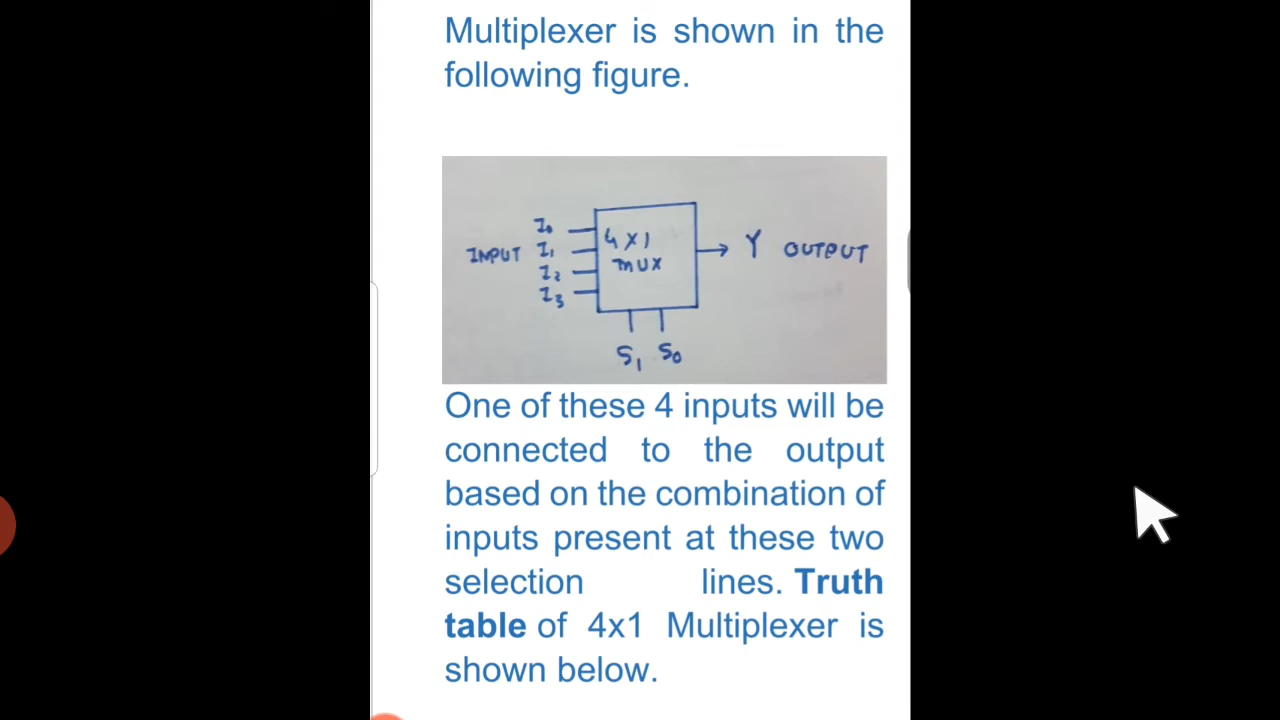 Multiplexer is shown in the
following figure.
I0
INPUT I1
I2
I3
4X1
MUX
Y OUTPUT
S1 S0
One of these 4 inputs will be
connected to the output
based on the combination of
inputs present at these two
selection lines. Truth
table of 4x1 Multiplexer is
shown below.